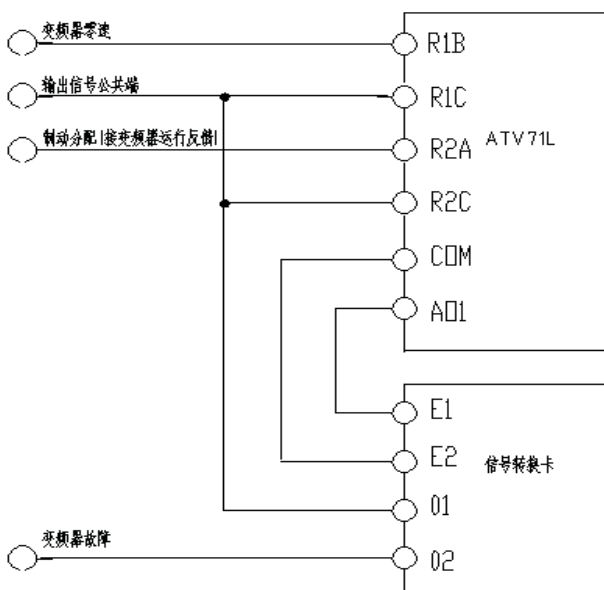 变频器零速
R1B
输出信号公共端
R1C
制动分配|接变频器运行反馈|
R2A
ATV71L
R2C
COM
AO1
E1
E2
信号转换卡
01
变频器故障
02